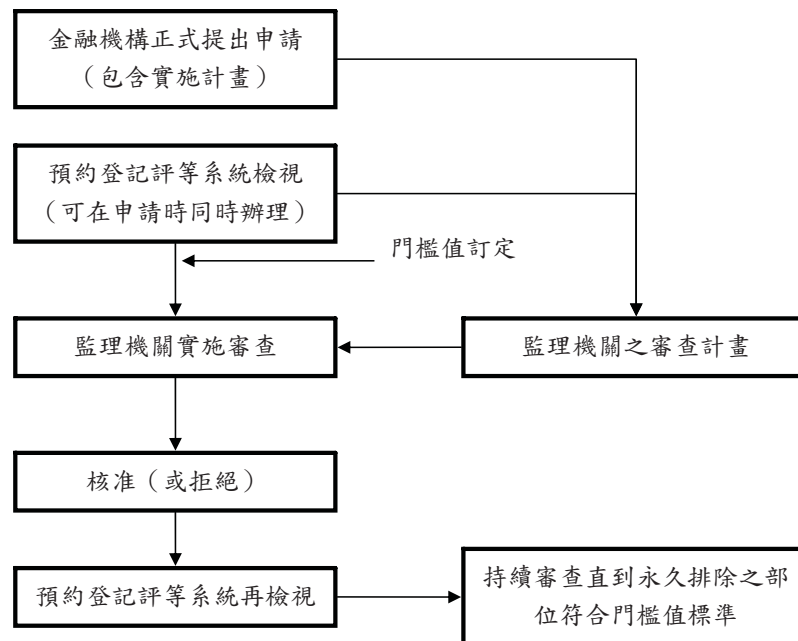 金融機構正式提出申請
（包含實施計畫）
預約登記評等系統檢視
（可在申請時同時辦理）
門檻值訂定
監理機關實施審查
監理機關之審查計畫
核准（或拒絕）
預約登記評等系統再檢視
持續審查直到永久排除之部
位符合門檻值標準